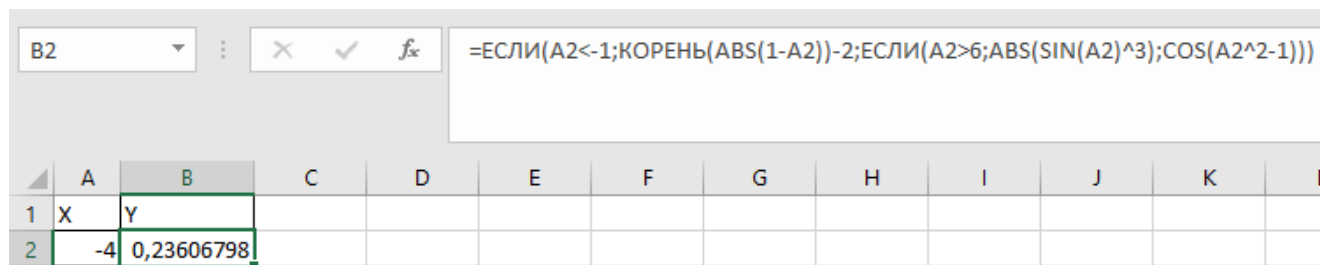 B2 fx =ЕСЛИ(A2<-1;КОРЕНЬ(ABS(1-A2))-2;ЕСЛИ(A2>6;ABS(SIN(A2)^3);COS(A2^2-1)))
A B C D E F G H I J K
1 X Y
2 -4 0,23606798